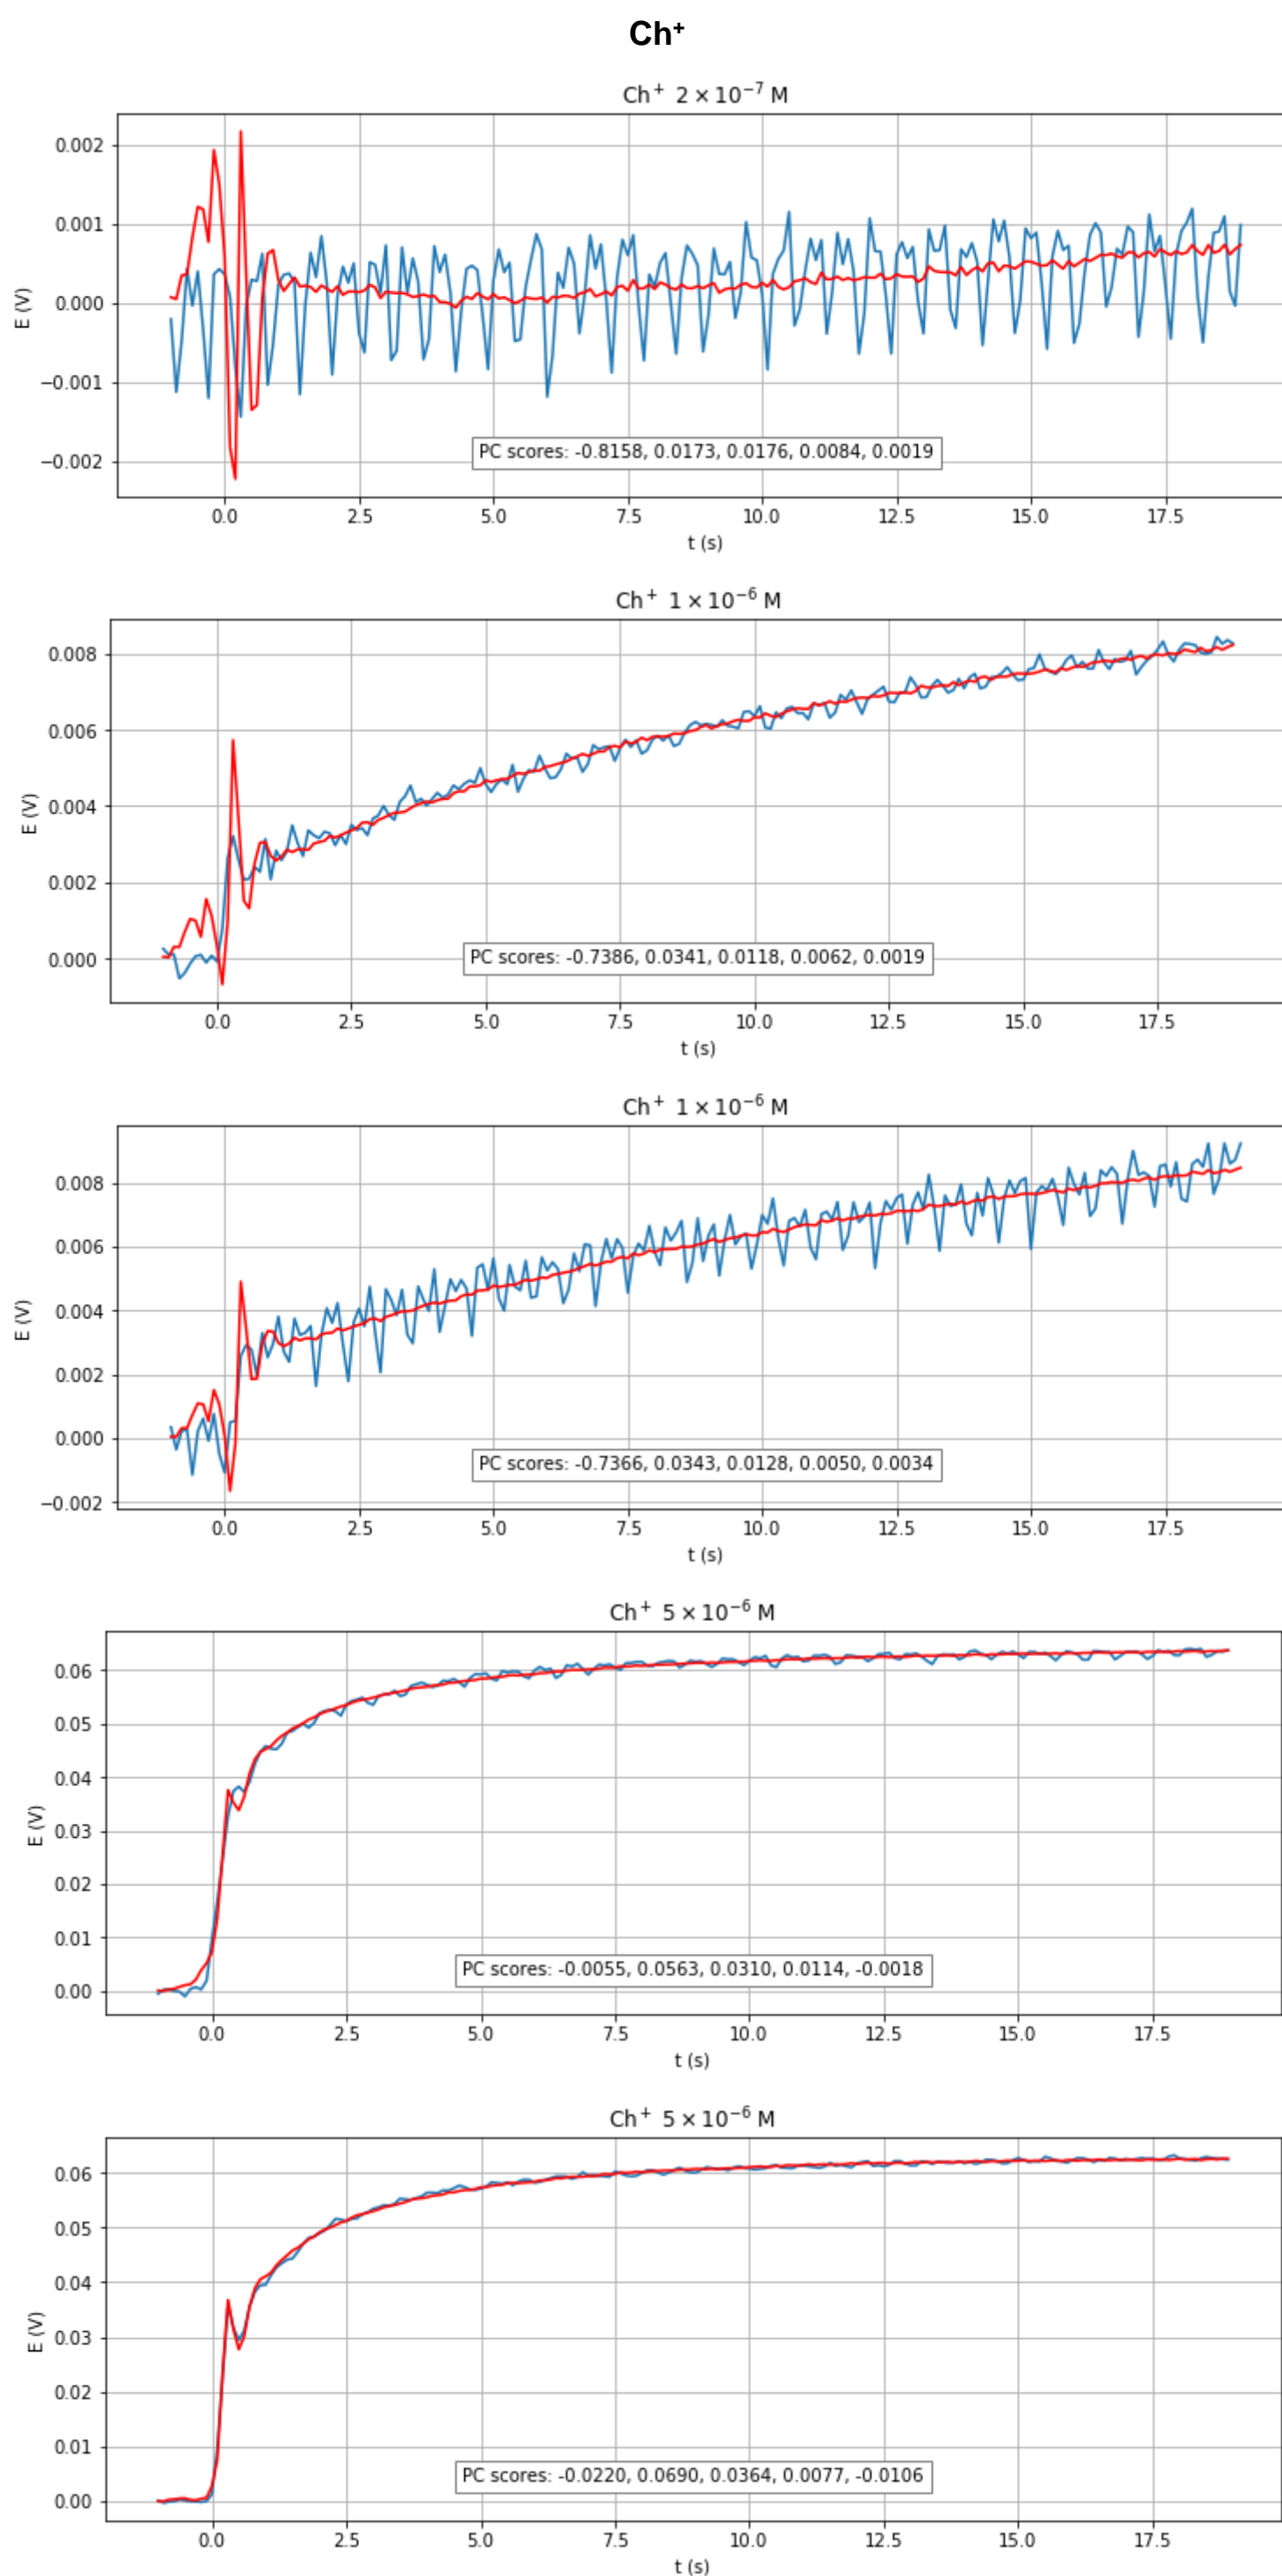 Ch⁺
Ch⁺ 2 × 10⁻⁷ M
0.002
0.001
0.000
−0.001
−0.002
E (V)
PC scores: -0.8158, 0.0173, 0.0176, 0.0084, 0.0019
0.0 2.5 5.0 7.5 10.0 12.5 15.0 17.5
t (s)
Ch⁺ 1 × 10⁻⁶ M
0.008
0.006
0.004
0.002
0.000
E (V)
PC scores: -0.7386, 0.0341, 0.0118, 0.0062, 0.0019
0.0 2.5 5.0 7.5 10.0 12.5 15.0 17.5
t (s)
Ch⁺ 1 × 10⁻⁶ M
0.008
0.006
0.004
0.002
0.000
−0.002
E (V)
PC scores: -0.7366, 0.0343, 0.0128, 0.0050, 0.0034
0.0 2.5 5.0 7.5 10.0 12.5 15.0 17.5
t (s)
Ch⁺ 5 × 10⁻⁶ M
0.06
0.05
0.04
0.03
0.02
0.01
0.00
E (V)
PC scores: -0.0055, 0.0563, 0.0310, 0.0114, -0.0018
0.0 2.5 5.0 7.5 10.0 12.5 15.0 17.5
t (s)
Ch⁺ 5 × 10⁻⁶ M
0.06
0.05
0.04
0.03
0.02
0.01
0.00
E (V)
PC scores: -0.0220, 0.0690, 0.0364, 0.0077, -0.0106
0.0 2.5 5.0 7.5 10.0 12.5 15.0 17.5
t (s)